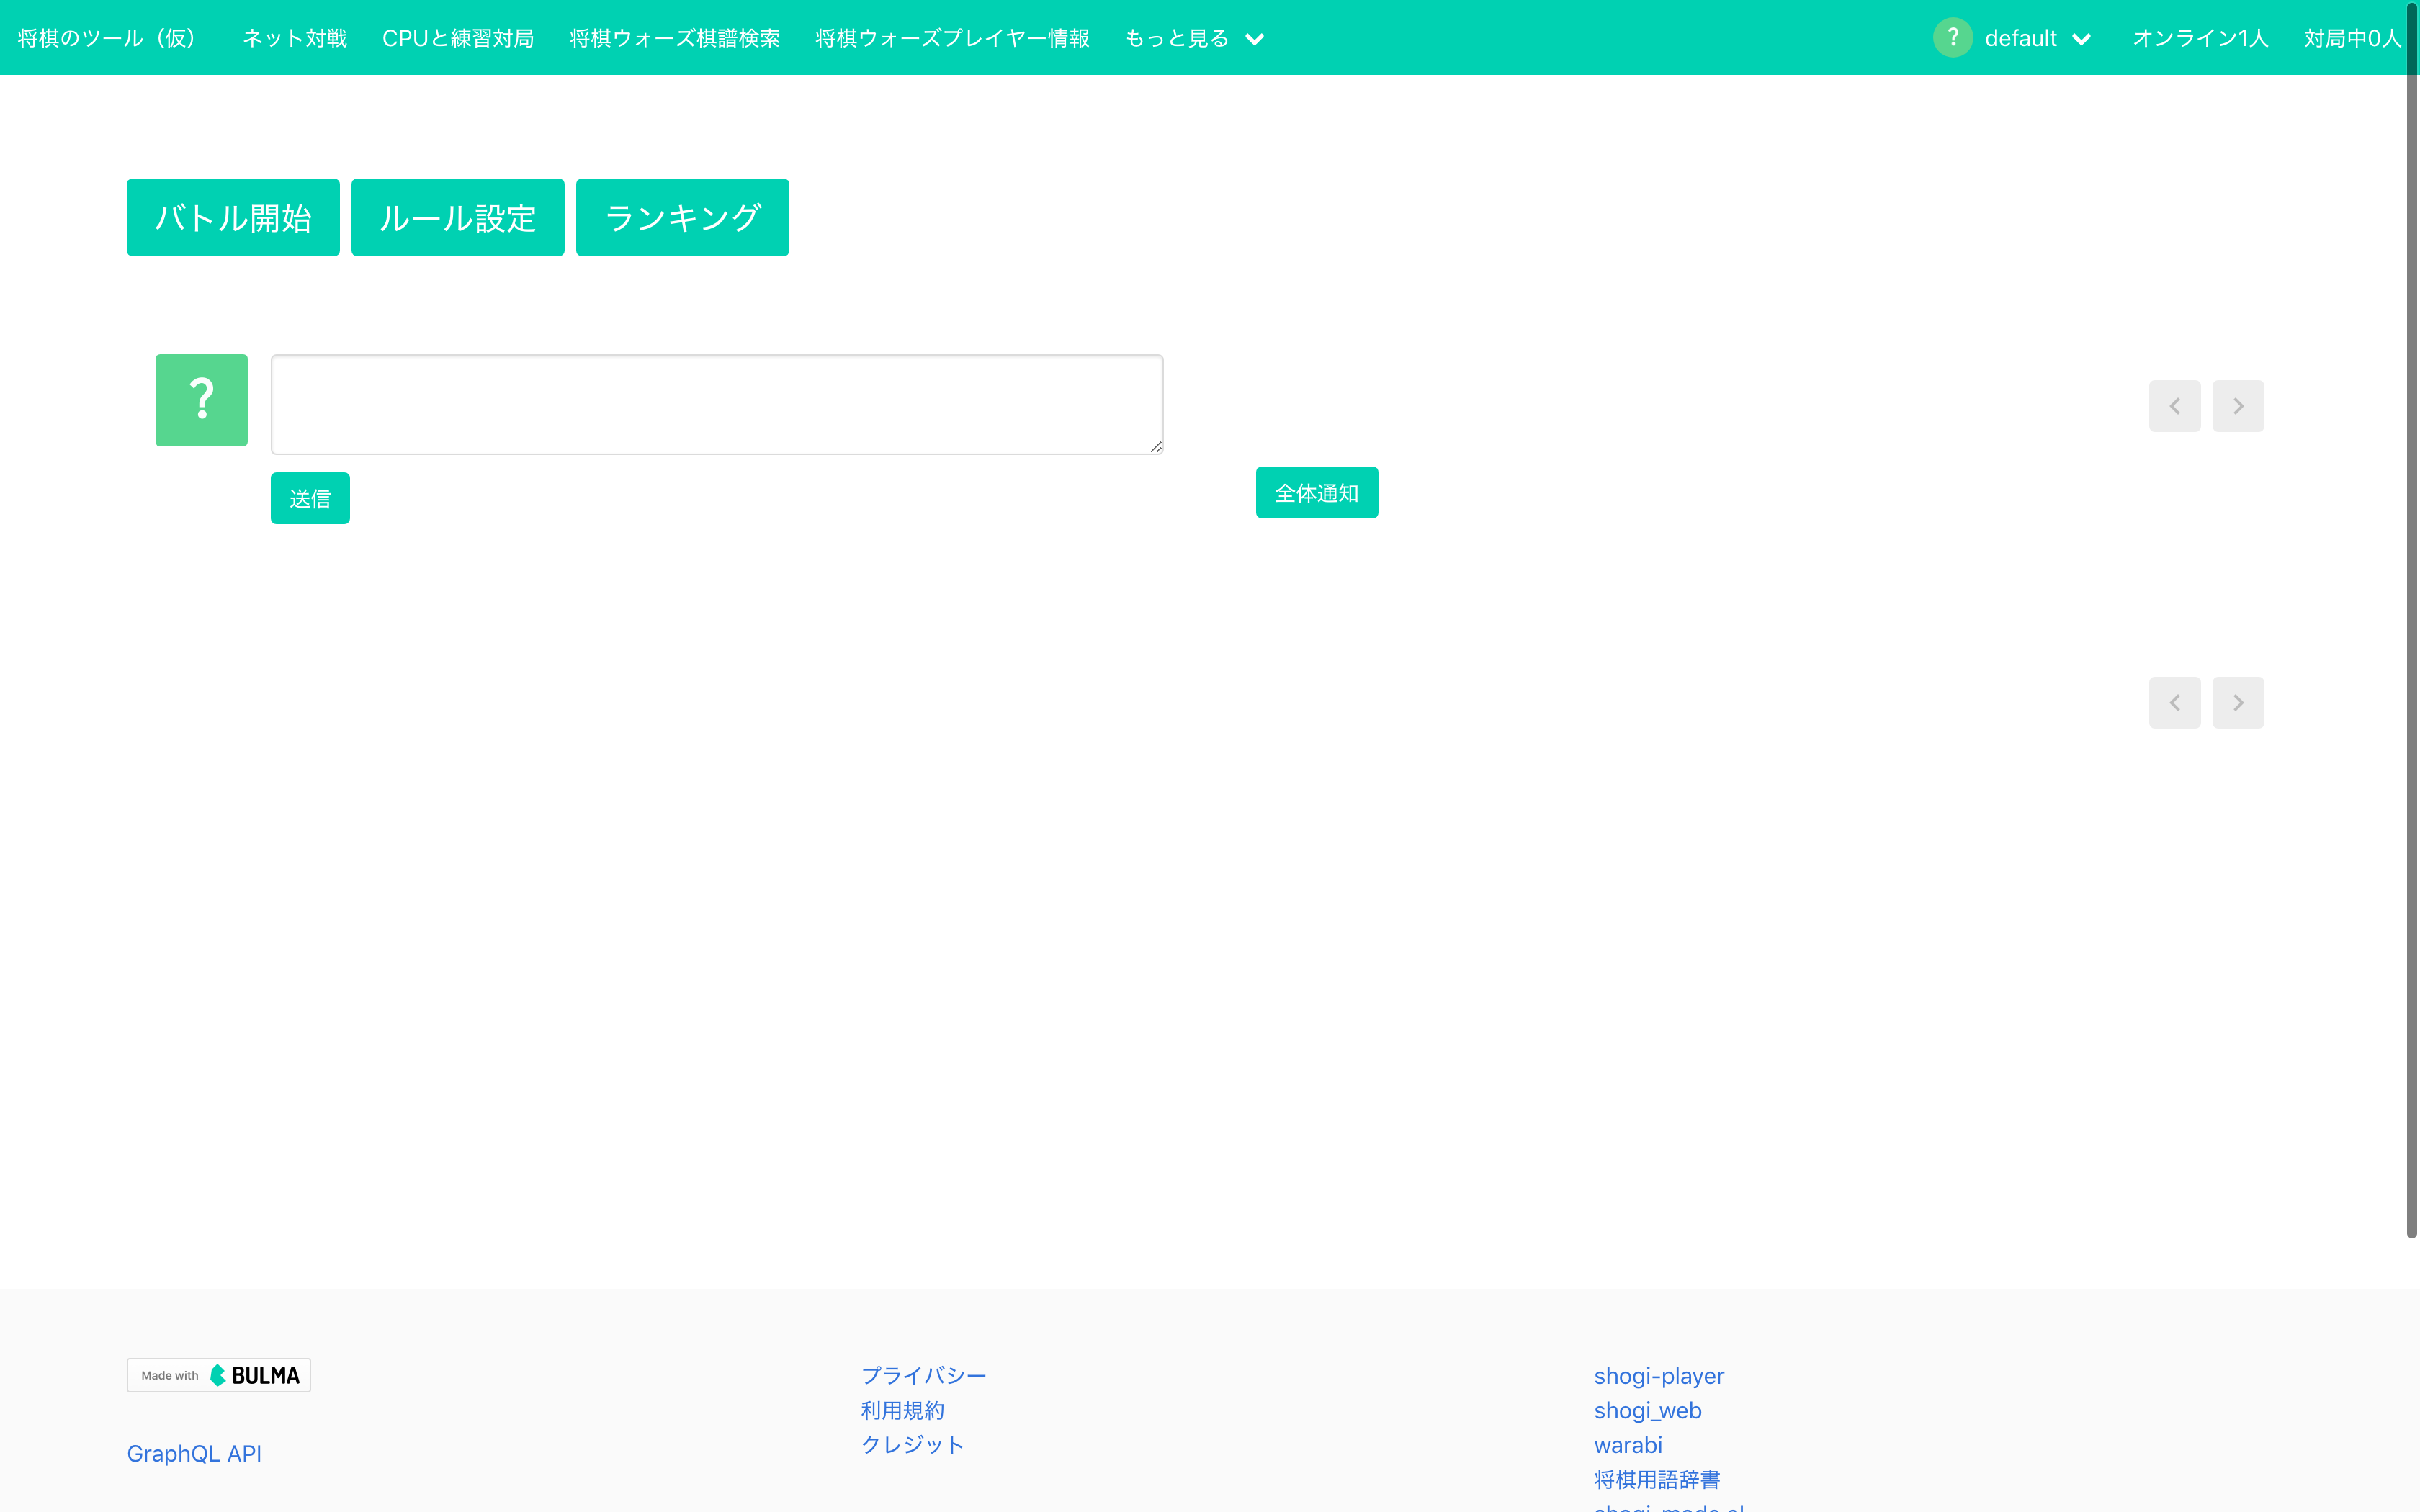 将棋のツール（仮） ネット対戦 CPUと練習対局 将棋ウォーズ棋譜検索 将棋ウォーズプレイヤー情報 もっと見る ? default オンライン1人 対局中0人
バトル開始 ルール設定 ランキング
?
送信 全体通知
Made with BULMA
GraphQL API
プライバシー
利用規約
クレジット
shogi-player
shogi_web
warabi
将棋用語辞書